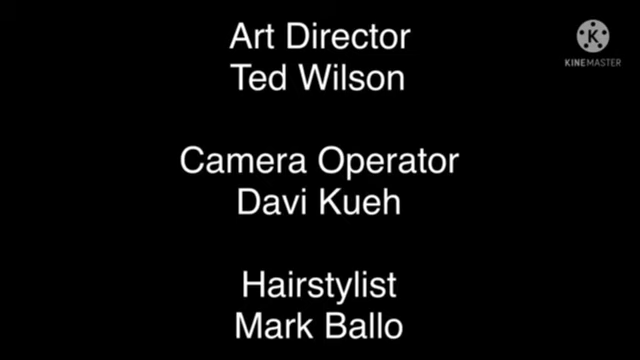 Art Director
Ted Wilson
KINEMASTER
Camera Operator
Davi Kueh
Hairstylist
Mark Ballo